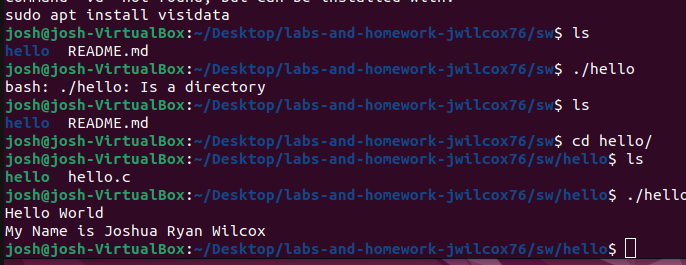 sudo apt install visidata
josh@josh-VirtualBox:~/Desktop/labs-and-homework-jwilcox76/sw$ ls
hello  README.md
josh@josh-VirtualBox:~/Desktop/labs-and-homework-jwilcox76/sw$ ./hello
bash: ./hello: Is a directory
josh@josh-VirtualBox:~/Desktop/labs-and-homework-jwilcox76/sw$ ls
hello  README.md
josh@josh-VirtualBox:~/Desktop/labs-and-homework-jwilcox76/sw$ cd hello/
josh@josh-VirtualBox:~/Desktop/labs-and-homework-jwilcox76/sw/hello$ ls
hello  hello.c
josh@josh-VirtualBox:~/Desktop/labs-and-homework-jwilcox76/sw/hello$ ./hello
Hello World
My Name is Joshua Ryan Wilcox
josh@josh-VirtualBox:~/Desktop/labs-and-homework-jwilcox76/sw/hello$